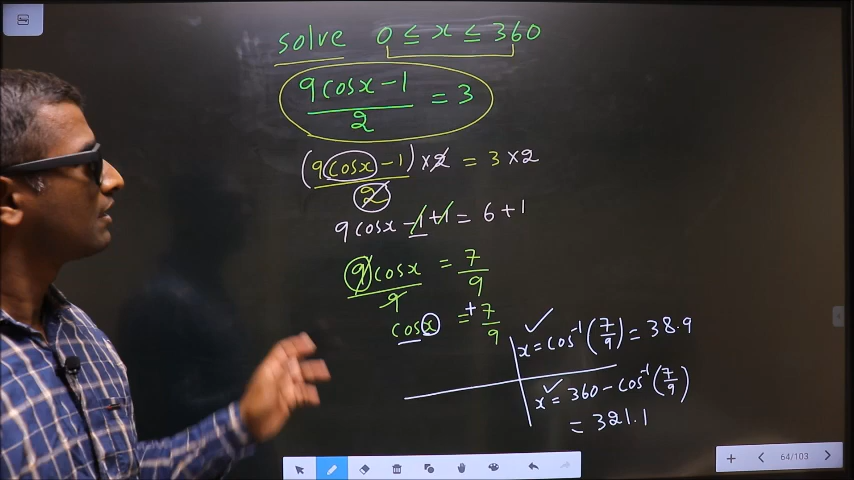 solve 0 ≤ x ≤ 360
(9cosx − 1)/2 = 3
(9cosx − 1)/2 × 2 = 3 × 2
9cosx − 1 + 1 = 6 + 1
9cosx/9 = 7/9
cosx = +7/9
x = cos⁻¹(7/9) = 38.9
x = 360 − cos⁻¹(7/9)
= 321.1
64/103